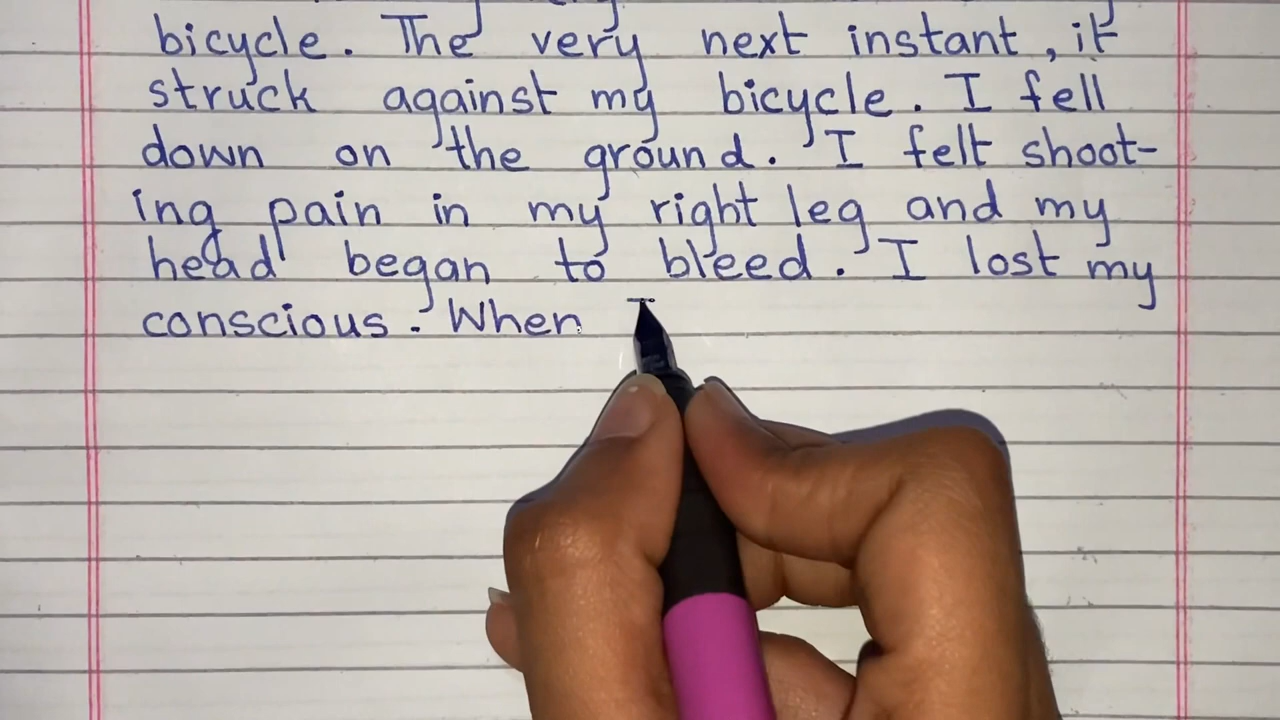 bicycle. The very next instant, it
struck against my bicycle. I fell
down on the ground. I felt shoot-
ing pain in my right leg and my
head began to bleed. I lost my
conscious. When